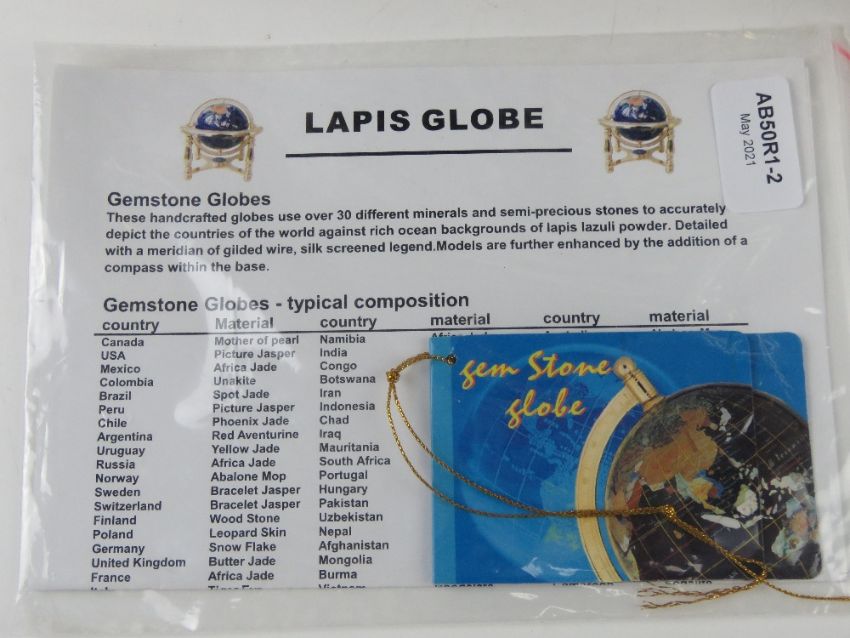 LAPIS GLOBE
AB50R1-2
May 2021
Gemstone Globes
These handcrafted globes use over 30 different minerals and semi-precious stones to accurately
depict the countries of the world against rich ocean backgrounds of lapis lazuli powder. Detailed
with a meridian of gilded wire, silk screened legend.Models are further enhanced by the addition of a
compass within the base.
Gemstone Globes - typical composition
country Material country material country material
Canada Mother of pearl Namibia
USA Picture Jasper India
Mexico Africa Jade Congo
Colombia Unakite Botswana
Brazil Spot Jade Iran
Peru Picture Jasper Indonesia
Chile Phoenix Jade Chad
Argentina Red Aventurine Iraq
Uruguay Yellow Jade Mauritania
Russia Africa Jade South Africa
Norway Abalone Mop Portugal
Sweden Bracelet Jasper Hungary
Switzerland Bracelet Jasper Pakistan
Finland Wood Stone Uzbekistan
Poland Leopard Skin Nepal
Germany Snow Flake Afghanistan
United Kingdom Butter Jade Mongolia
France Africa Jade Burma
gem Stone
globe